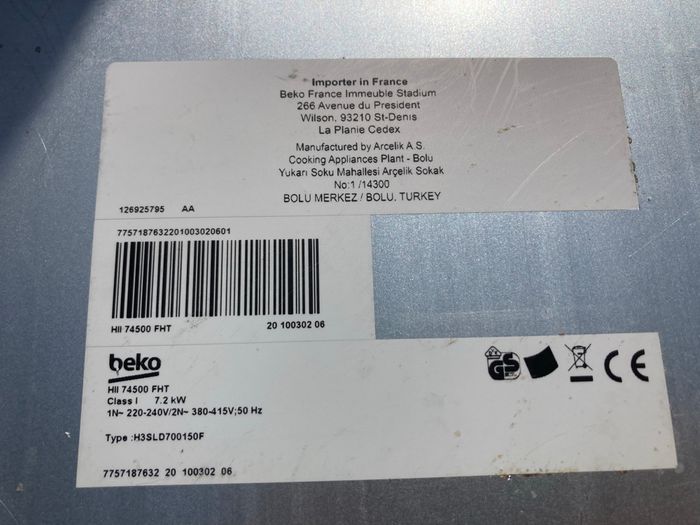 Importer in France
Beko France Immeuble Stadium
266 Avenue du President
Wilson, 93210 St-Denis
La Planie Cedex
Manufactured by Arcelik A.S.
Cooking Appliances Plant - Bolu
Yukarı Soku Mahallesi Arçelik Sokak
No:1 /14300
BOLU MERKEZ / BOLU, TURKEY
126925795 AA
7757187632201003020601
HII 74500 FHT 20 100302 06
beko
HII 74500 FHT
Class I 7.2 kW
1N~ 220-240V/2N~ 380-415V;50 Hz
Type :H3SLD700150F
7757187632 20 100302 06
GS
CE